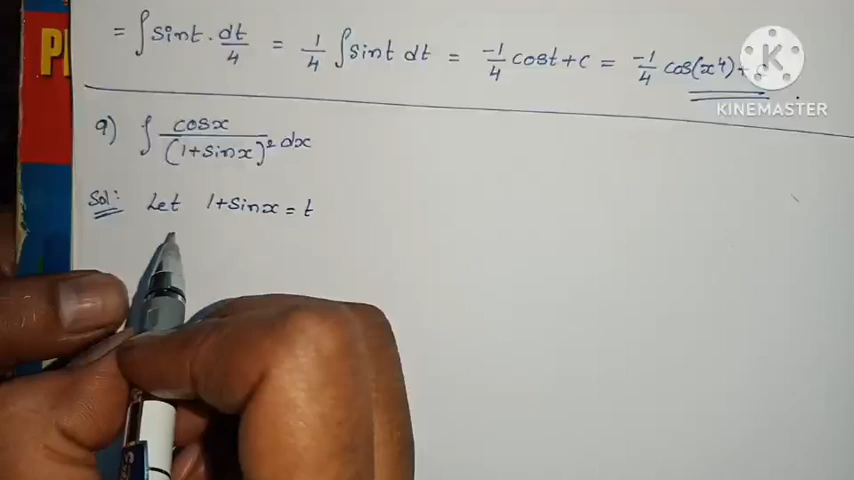 = ∫ sint · dt/4 = 1/4 ∫ sint dt = -1/4 cost + c = -1/4 cos(x⁴) + c
K
KINEMASTER
9) ∫ cosx/(1+sinx)² dx
Sol: Let 1+sinx = t